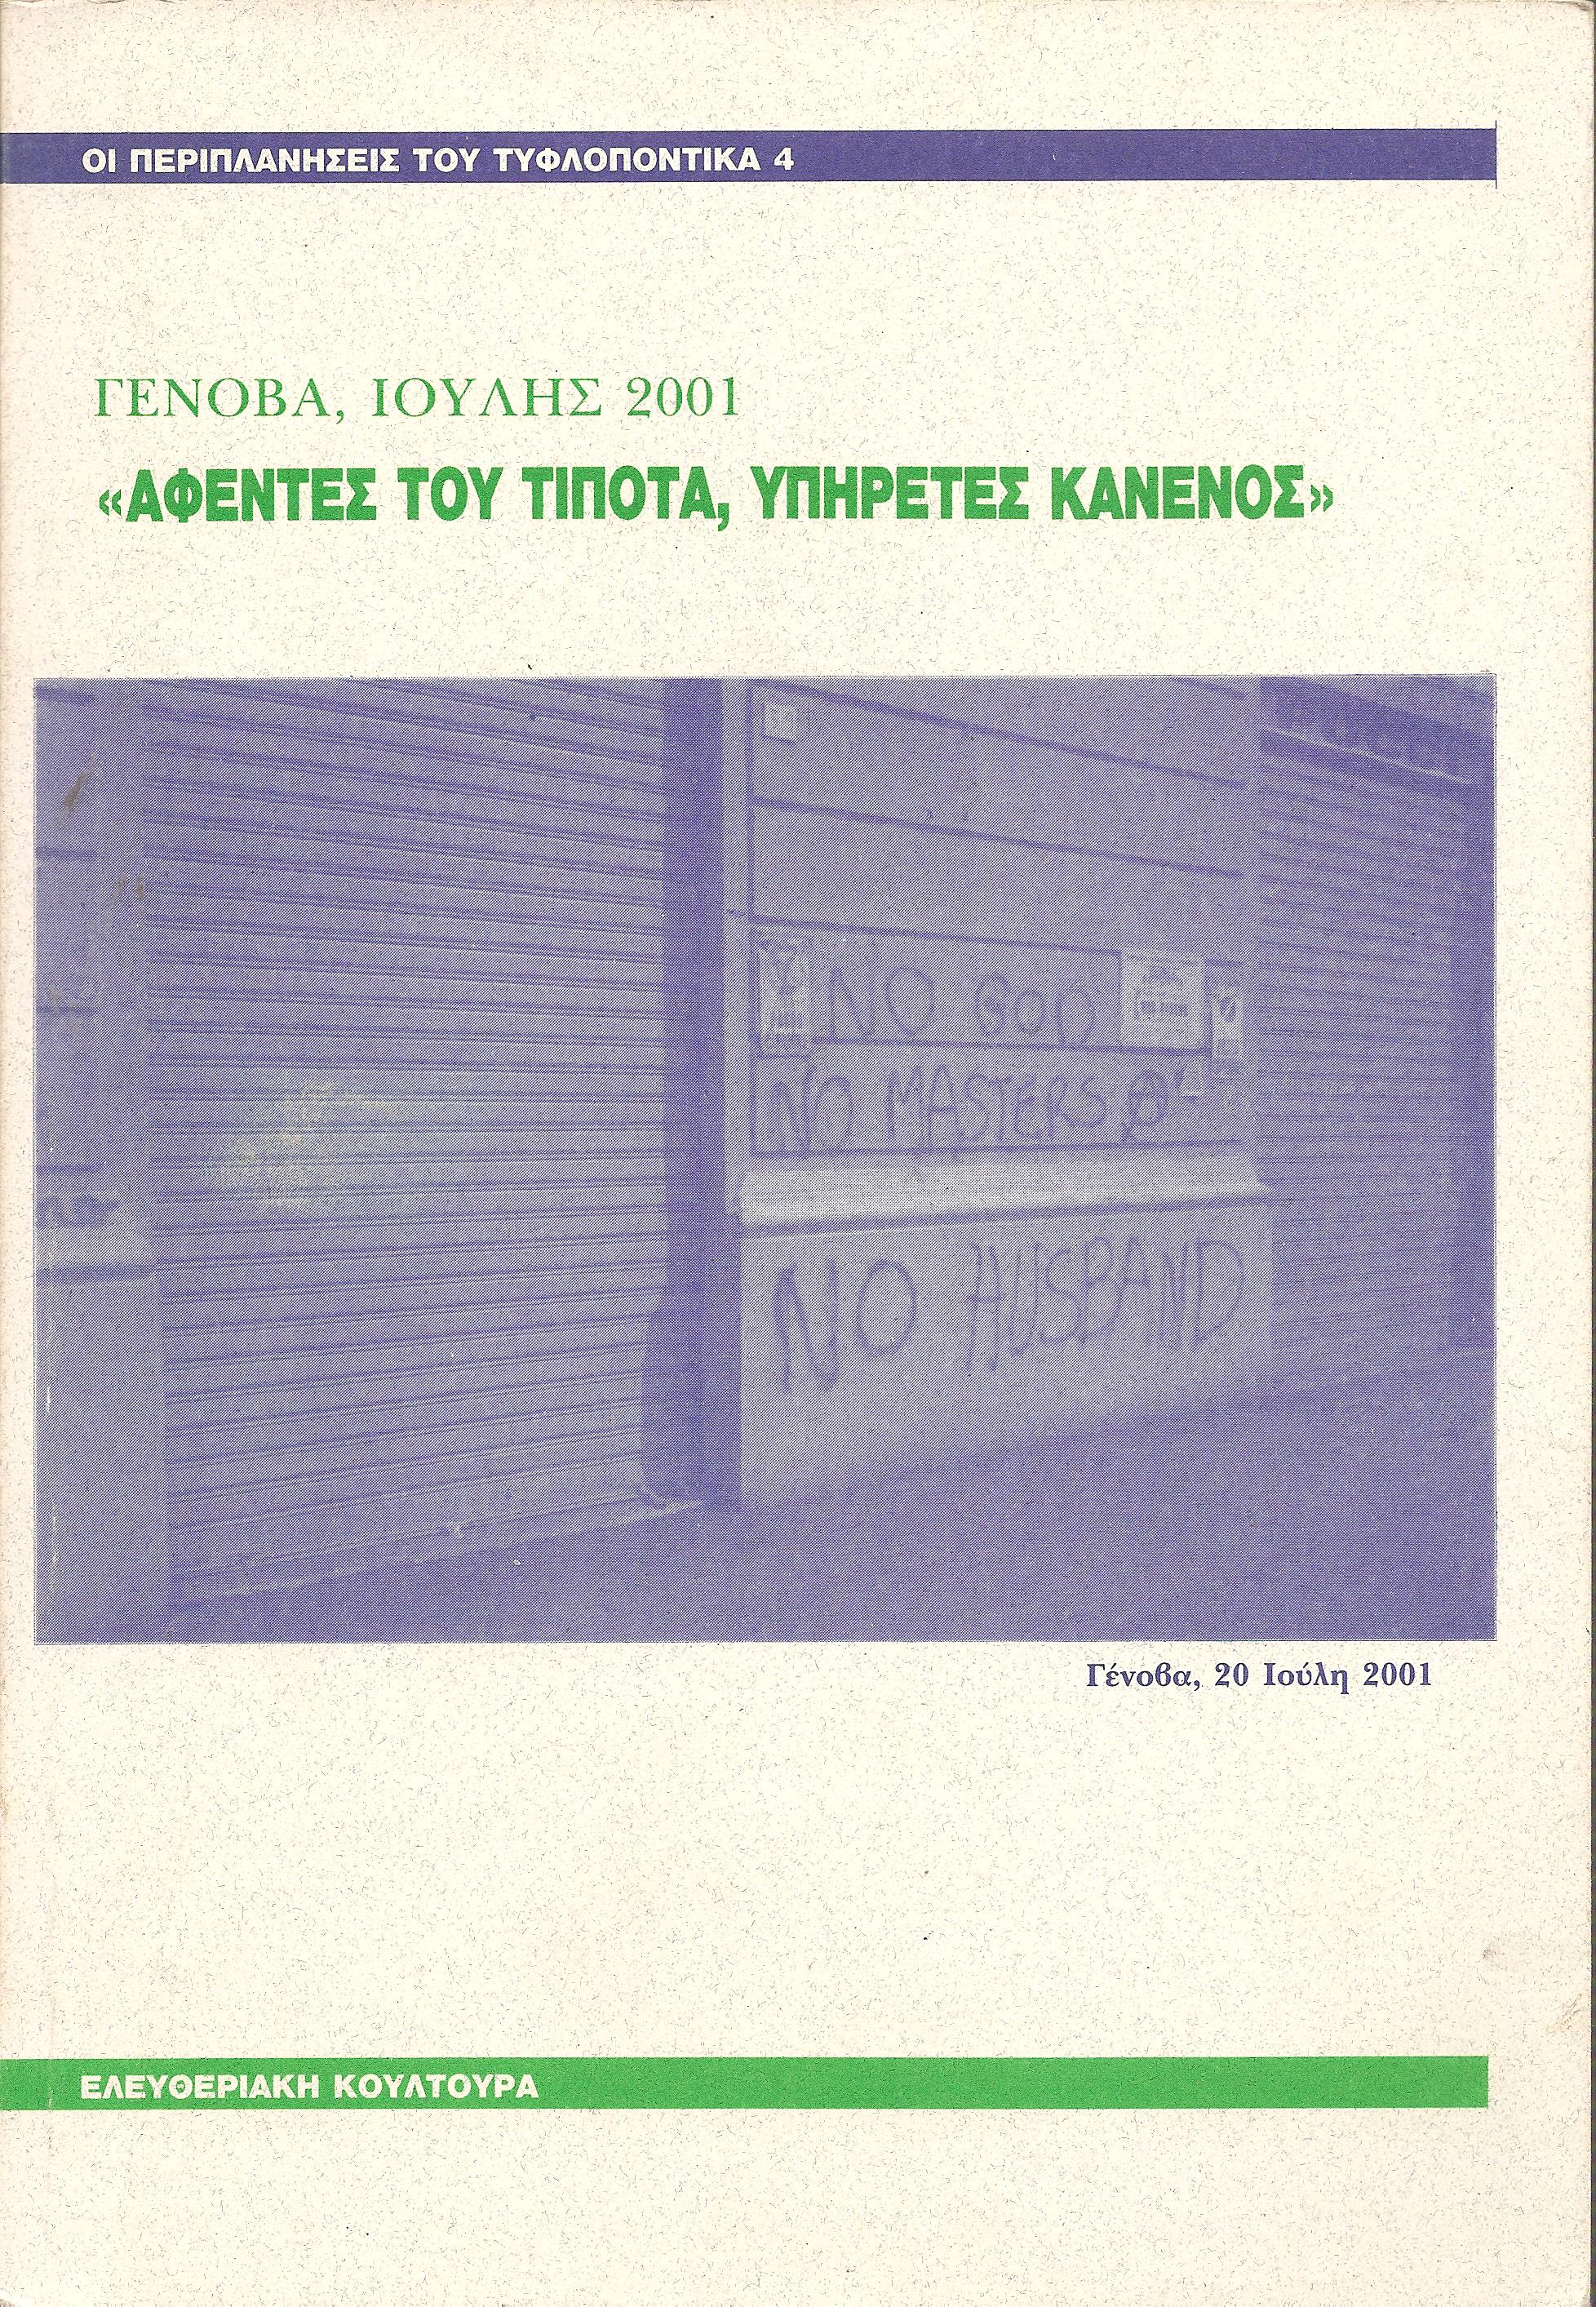 ΟΙ ΠΕΡΙΠΛΑΝΗΣΕΙΣ ΤΟΥ ΤΥΦΛΟΠΟΝΤΙΚΑ 4
ΓΕΝΟΒΑ, ΙΟΥΛΗΣ 2001
«ΑΦΕΝΤΕΣ ΤΟΥ ΤΙΠΟΤΑ, ΥΠΗΡΕΤΕΣ ΚΑΝΕΝΟΣ»
NO GOD
NO MASTERS
NO HUSBAND
Γένοβα, 20 Ιούλη 2001
ΕΛΕΥΘΕΡΙΑΚΗ ΚΟΥΛΤΟΥΡΑ